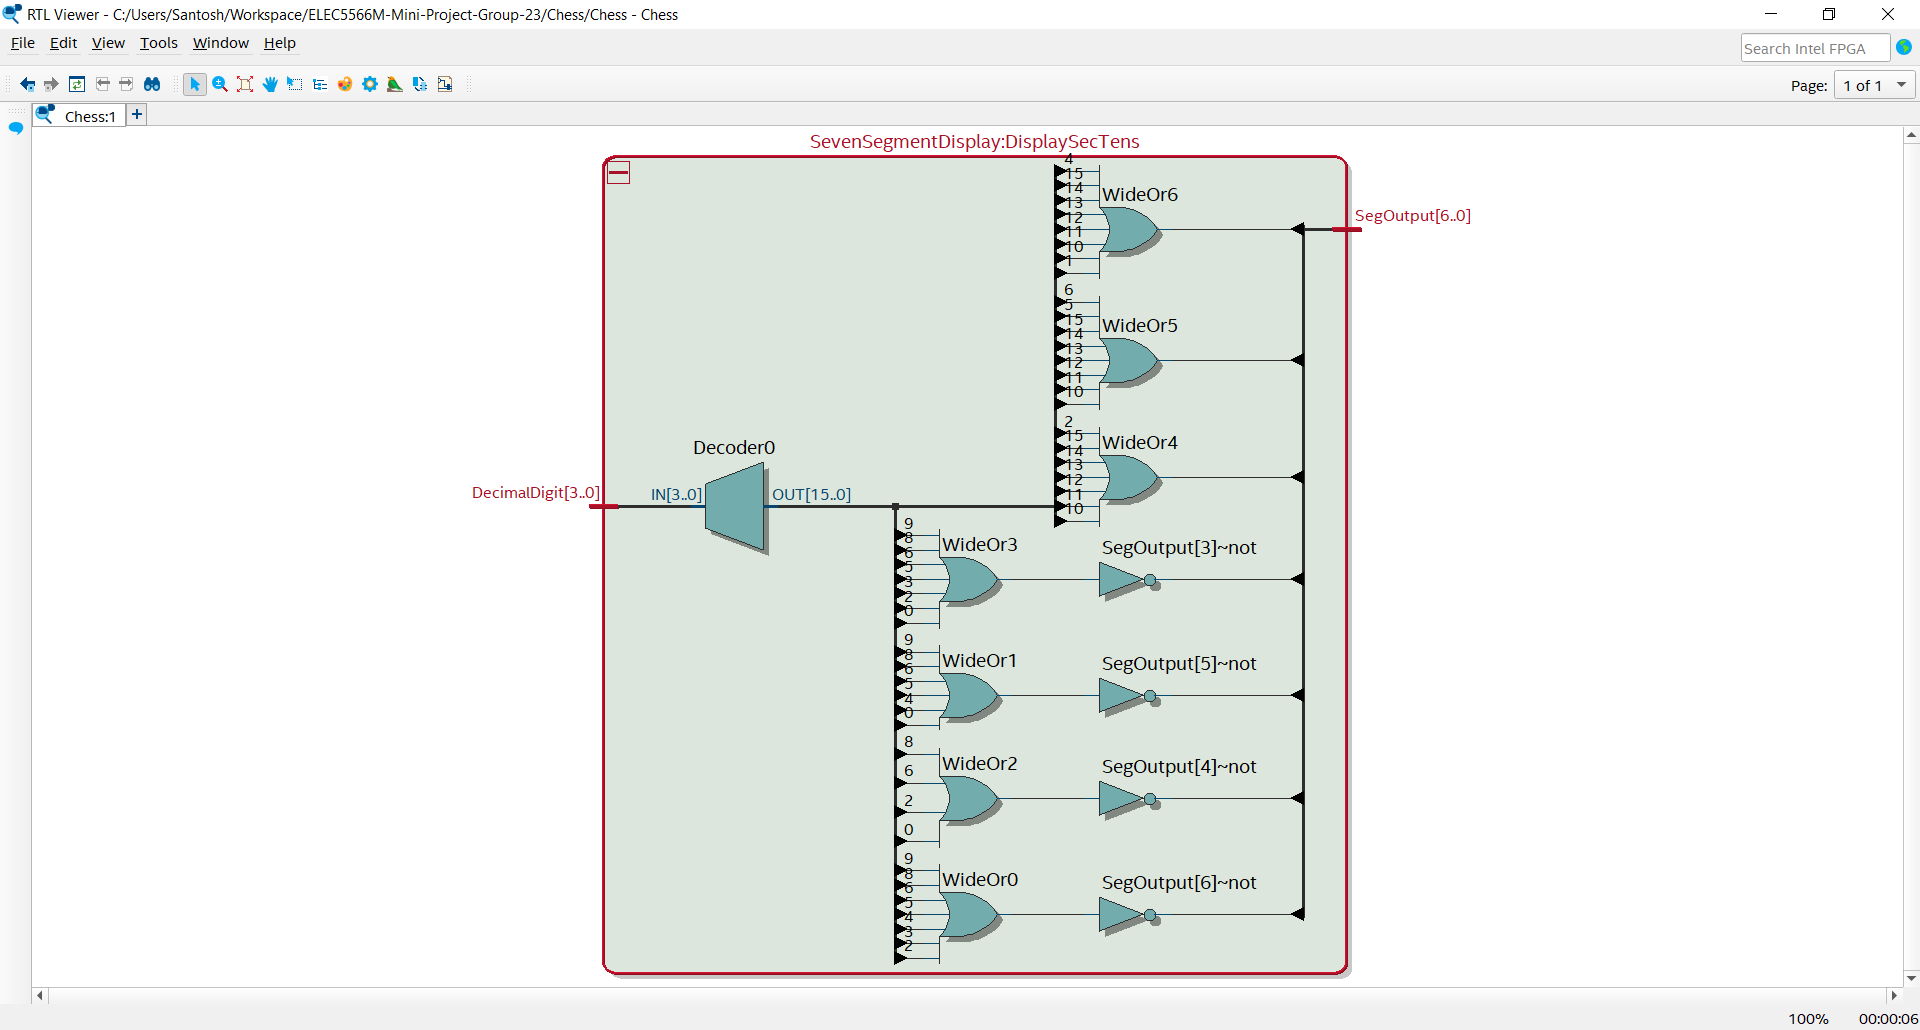 RTL Viewer - C:/Users/Santosh/Workspace/ELEC5566M-Mini-Project-Group-23/Chess/Chess - Chess
File Edit View Tools Window Help
Search Intel FPGA
Page: 1 of 1
Chess:1
SevenSegmentDisplay:DisplaySecTens
4
15
14
13
12
11
10
1
WideOr6
SegOutput[6..0]
6
5
15
14
13
12
11
10
WideOr5
2
15
14
13
12
11
10
WideOr4
Decoder0
DecimalDigit[3..0]
IN[3..0]
OUT[15..0]
9
8
6
5
3
2
0
WideOr3
SegOutput[3]~not
9
8
6
5
4
0
WideOr1
SegOutput[5]~not
8
6
2
0
WideOr2
SegOutput[4]~not
9
8
6
5
4
3
2
WideOr0
SegOutput[6]~not
100% 00:00:06